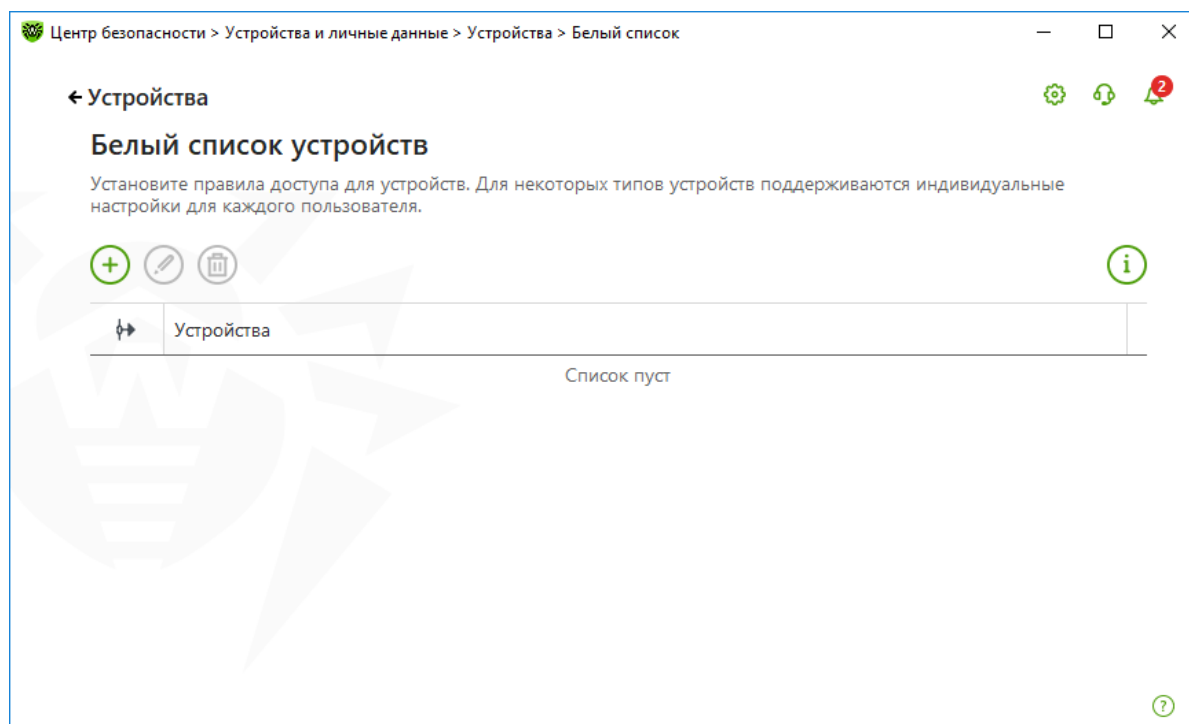 Центр безопасности > Устройства и личные данные > Устройства > Белый список
Устройства
2
Белый список устройств
Установите правила доступа для устройств. Для некоторых типов устройств поддерживаются индивидуальные
настройки для каждого пользователя.
Устройства
Список пуст